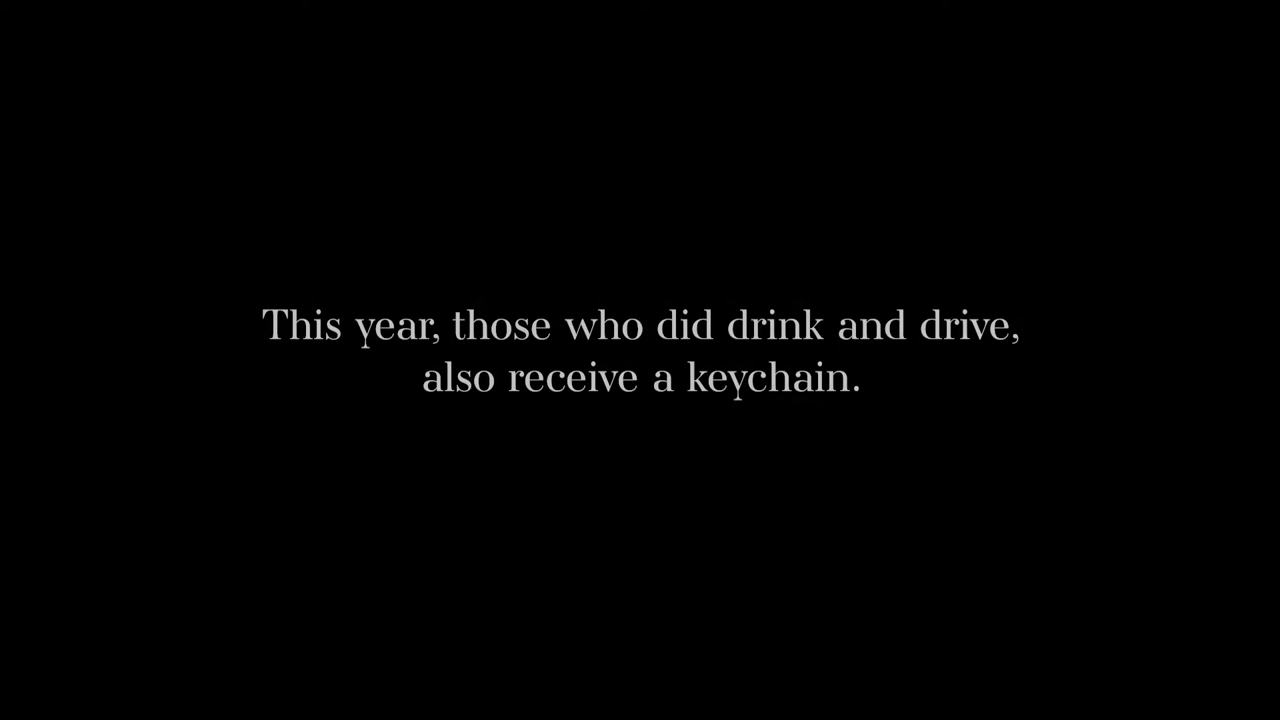 This year, those who did drink and drive,
also receive a keychain.